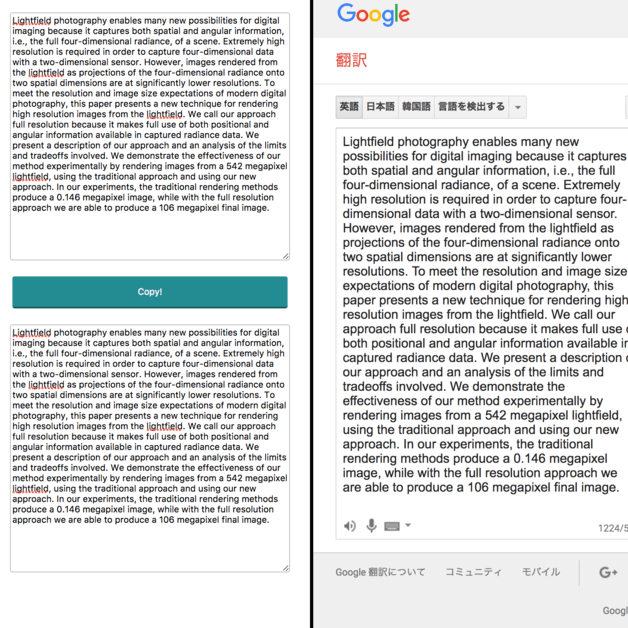 Lightfield photography enables many new possibilities for digital
imaging because it captures both spatial and angular information,
i.e., the full four-dimensional radiance, of a scene. Extremely high
resolution is required in order to capture four-dimensional data
with a two-dimensional sensor. However, images rendered from
the lightfield as projections of the four-dimensional radiance onto
two spatial dimensions are at significantly lower resolutions. To
meet the resolution and image size expectations of modern digital
photography, this paper presents a new technique for rendering
high resolution images from the lightfield. We call our approach
full resolution because it makes full use of both positional and
angular information available in captured radiance data. We
present a description of our approach and an analysis of the limits
and tradeoffs involved. We demonstrate the effectiveness of our
method experimentally by rendering images from a 542 megapixel
lightfield, using the traditional approach and using our new
approach. In our experiments, the traditional rendering methods
produce a 0.146 megapixel image, while with the full resolution
approach we are able to produce a 106 megapixel final image.
Copy!
Lightfield photography enables many new possibilities for digital
imaging because it captures both spatial and angular information,
i.e., the full four-dimensional radiance, of a scene. Extremely high
resolution is required in order to capture four-dimensional data
with a two-dimensional sensor. However, images rendered from
the lightfield as projections of the four-dimensional radiance onto
two spatial dimensions are at significantly lower resolutions. To
meet the resolution and image size expectations of modern digital
photography, this paper presents a new technique for rendering
high resolution images from the lightfield. We call our approach
full resolution because it makes full use of both positional and
angular information available in captured radiance data. We
present a description of our approach and an analysis of the limits
and tradeoffs involved. We demonstrate the effectiveness of our
method experimentally by rendering images from a 542 megapixel
lightfield, using the traditional approach and using our new
approach. In our experiments, the traditional rendering methods
produce a 0.146 megapixel image, while with the full resolution
approach we are able to produce a 106 megapixel final image.
Google
翻訳
英語 日本語 韓国語 言語を検出する
Lightfield photography enables many new
possibilities for digital imaging because it captures
both spatial and angular information, i.e., the full
four-dimensional radiance, of a scene. Extremely
high resolution is required in order to capture four-
dimensional data with a two-dimensional sensor.
However, images rendered from the lightfield as
projections of the four-dimensional radiance onto
two spatial dimensions are at significantly lower
resolutions. To meet the resolution and image size
expectations of modern digital photography, this
paper presents a new technique for rendering high
resolution images from the lightfield. We call our
approach full resolution because it makes full use
both positional and angular information available in
captured radiance data. We present a description
our approach and an analysis of the limits and
tradeoffs involved. We demonstrate the
effectiveness of our method experimentally by
rendering images from a 542 megapixel lightfield,
using the traditional approach and using our new
approach. In our experiments, the traditional
rendering methods produce a 0.146 megapixel
image, while with the full resolution approach we
are able to produce a 106 megapixel final image.
1224/5
Google 翻訳について コミュニティ モバイル G+
Googl